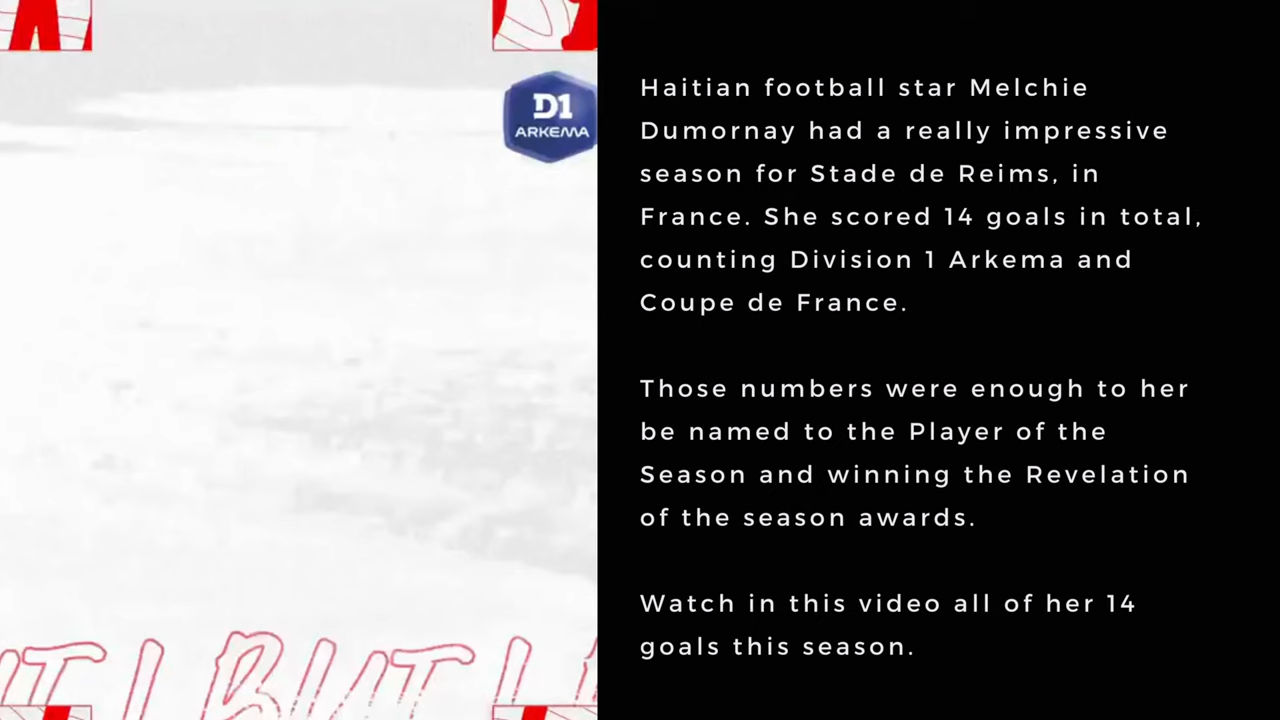 D1
ARKEMA
Haitian football star Melchie
Dumornay had a really impressive
season for Stade de Reims, in
France. She scored 14 goals in total,
counting Division 1 Arkema and
Coupe de France.
Those numbers were enough to her
be named to the Player of the
Season and winning the Revelation
of the season awards.
Watch in this video all of her 14
goals this season.
UT ! BUT !